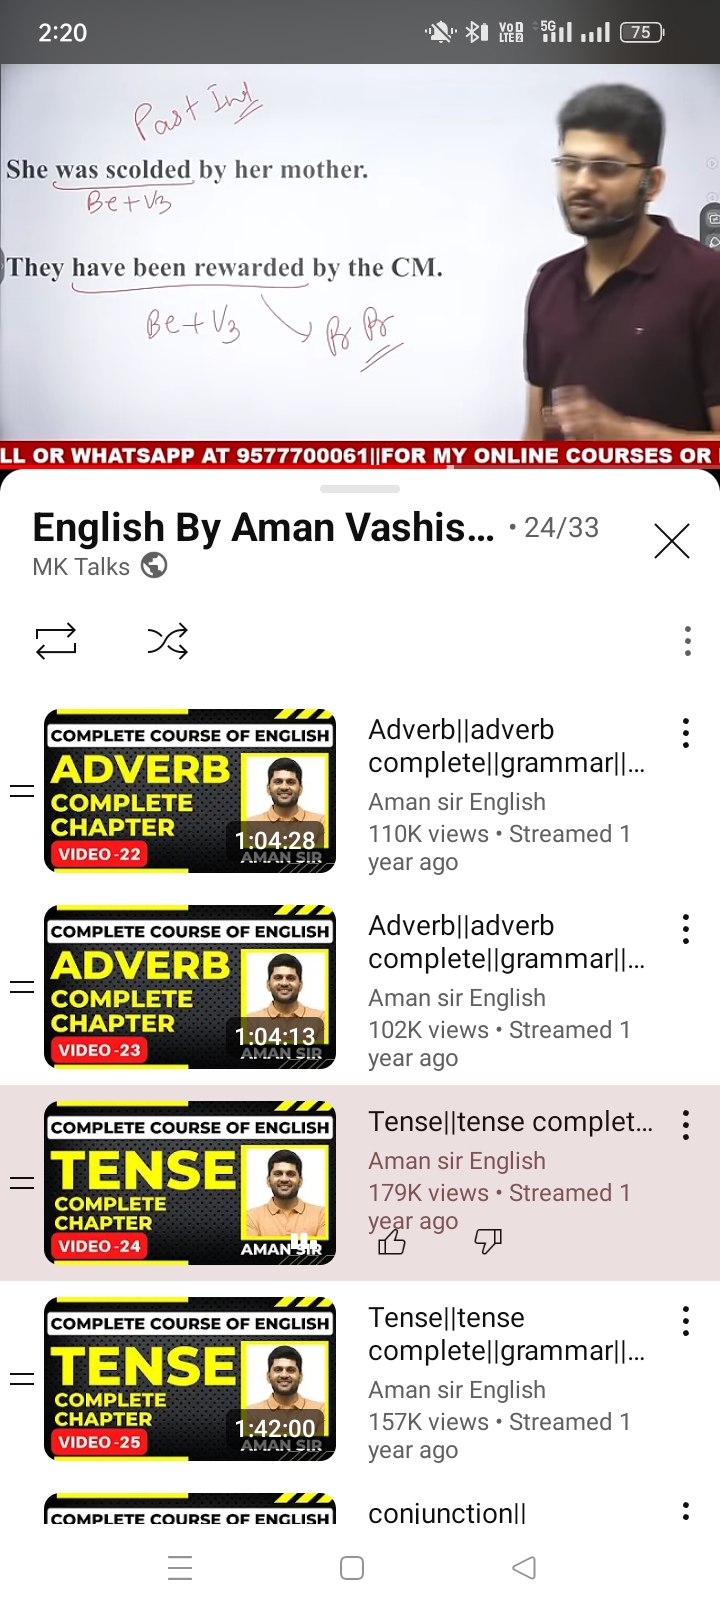 2:20
VoD
LTE2
5G
75
Past Ind
She was scolded by her mother.
Be+V3
They have been rewarded by the CM.
Be+V3
Pr Pr
LL OR WHATSAPP AT 9577700061||FOR MY ONLINE COURSES OR
English By Aman Vashis... • 24/33
MK Talks
COMPLETE COURSE OF ENGLISH
ADVERB
COMPLETE
CHAPTER
VIDEO-22
1:04:28
AMAN SIR
Adverb||adverb
complete||grammar||...
Aman sir English
110K views • Streamed 1
year ago
COMPLETE COURSE OF ENGLISH
ADVERB
COMPLETE
CHAPTER
VIDEO-23
1:04:13
AMAN SIR
Adverb||adverb
complete||grammar||...
Aman sir English
102K views • Streamed 1
year ago
COMPLETE COURSE OF ENGLISH
TENSE
COMPLETE
CHAPTER
VIDEO-24
AMAN SIR
Tense||tense complet...
Aman sir English
179K views • Streamed 1
year ago
COMPLETE COURSE OF ENGLISH
TENSE
COMPLETE
CHAPTER
VIDEO-25
1:42:00
AMAN SIR
Tense||tense
complete||grammar||...
Aman sir English
157K views • Streamed 1
year ago
COMPLETE COURSE OF ENGLISH
conjunction||